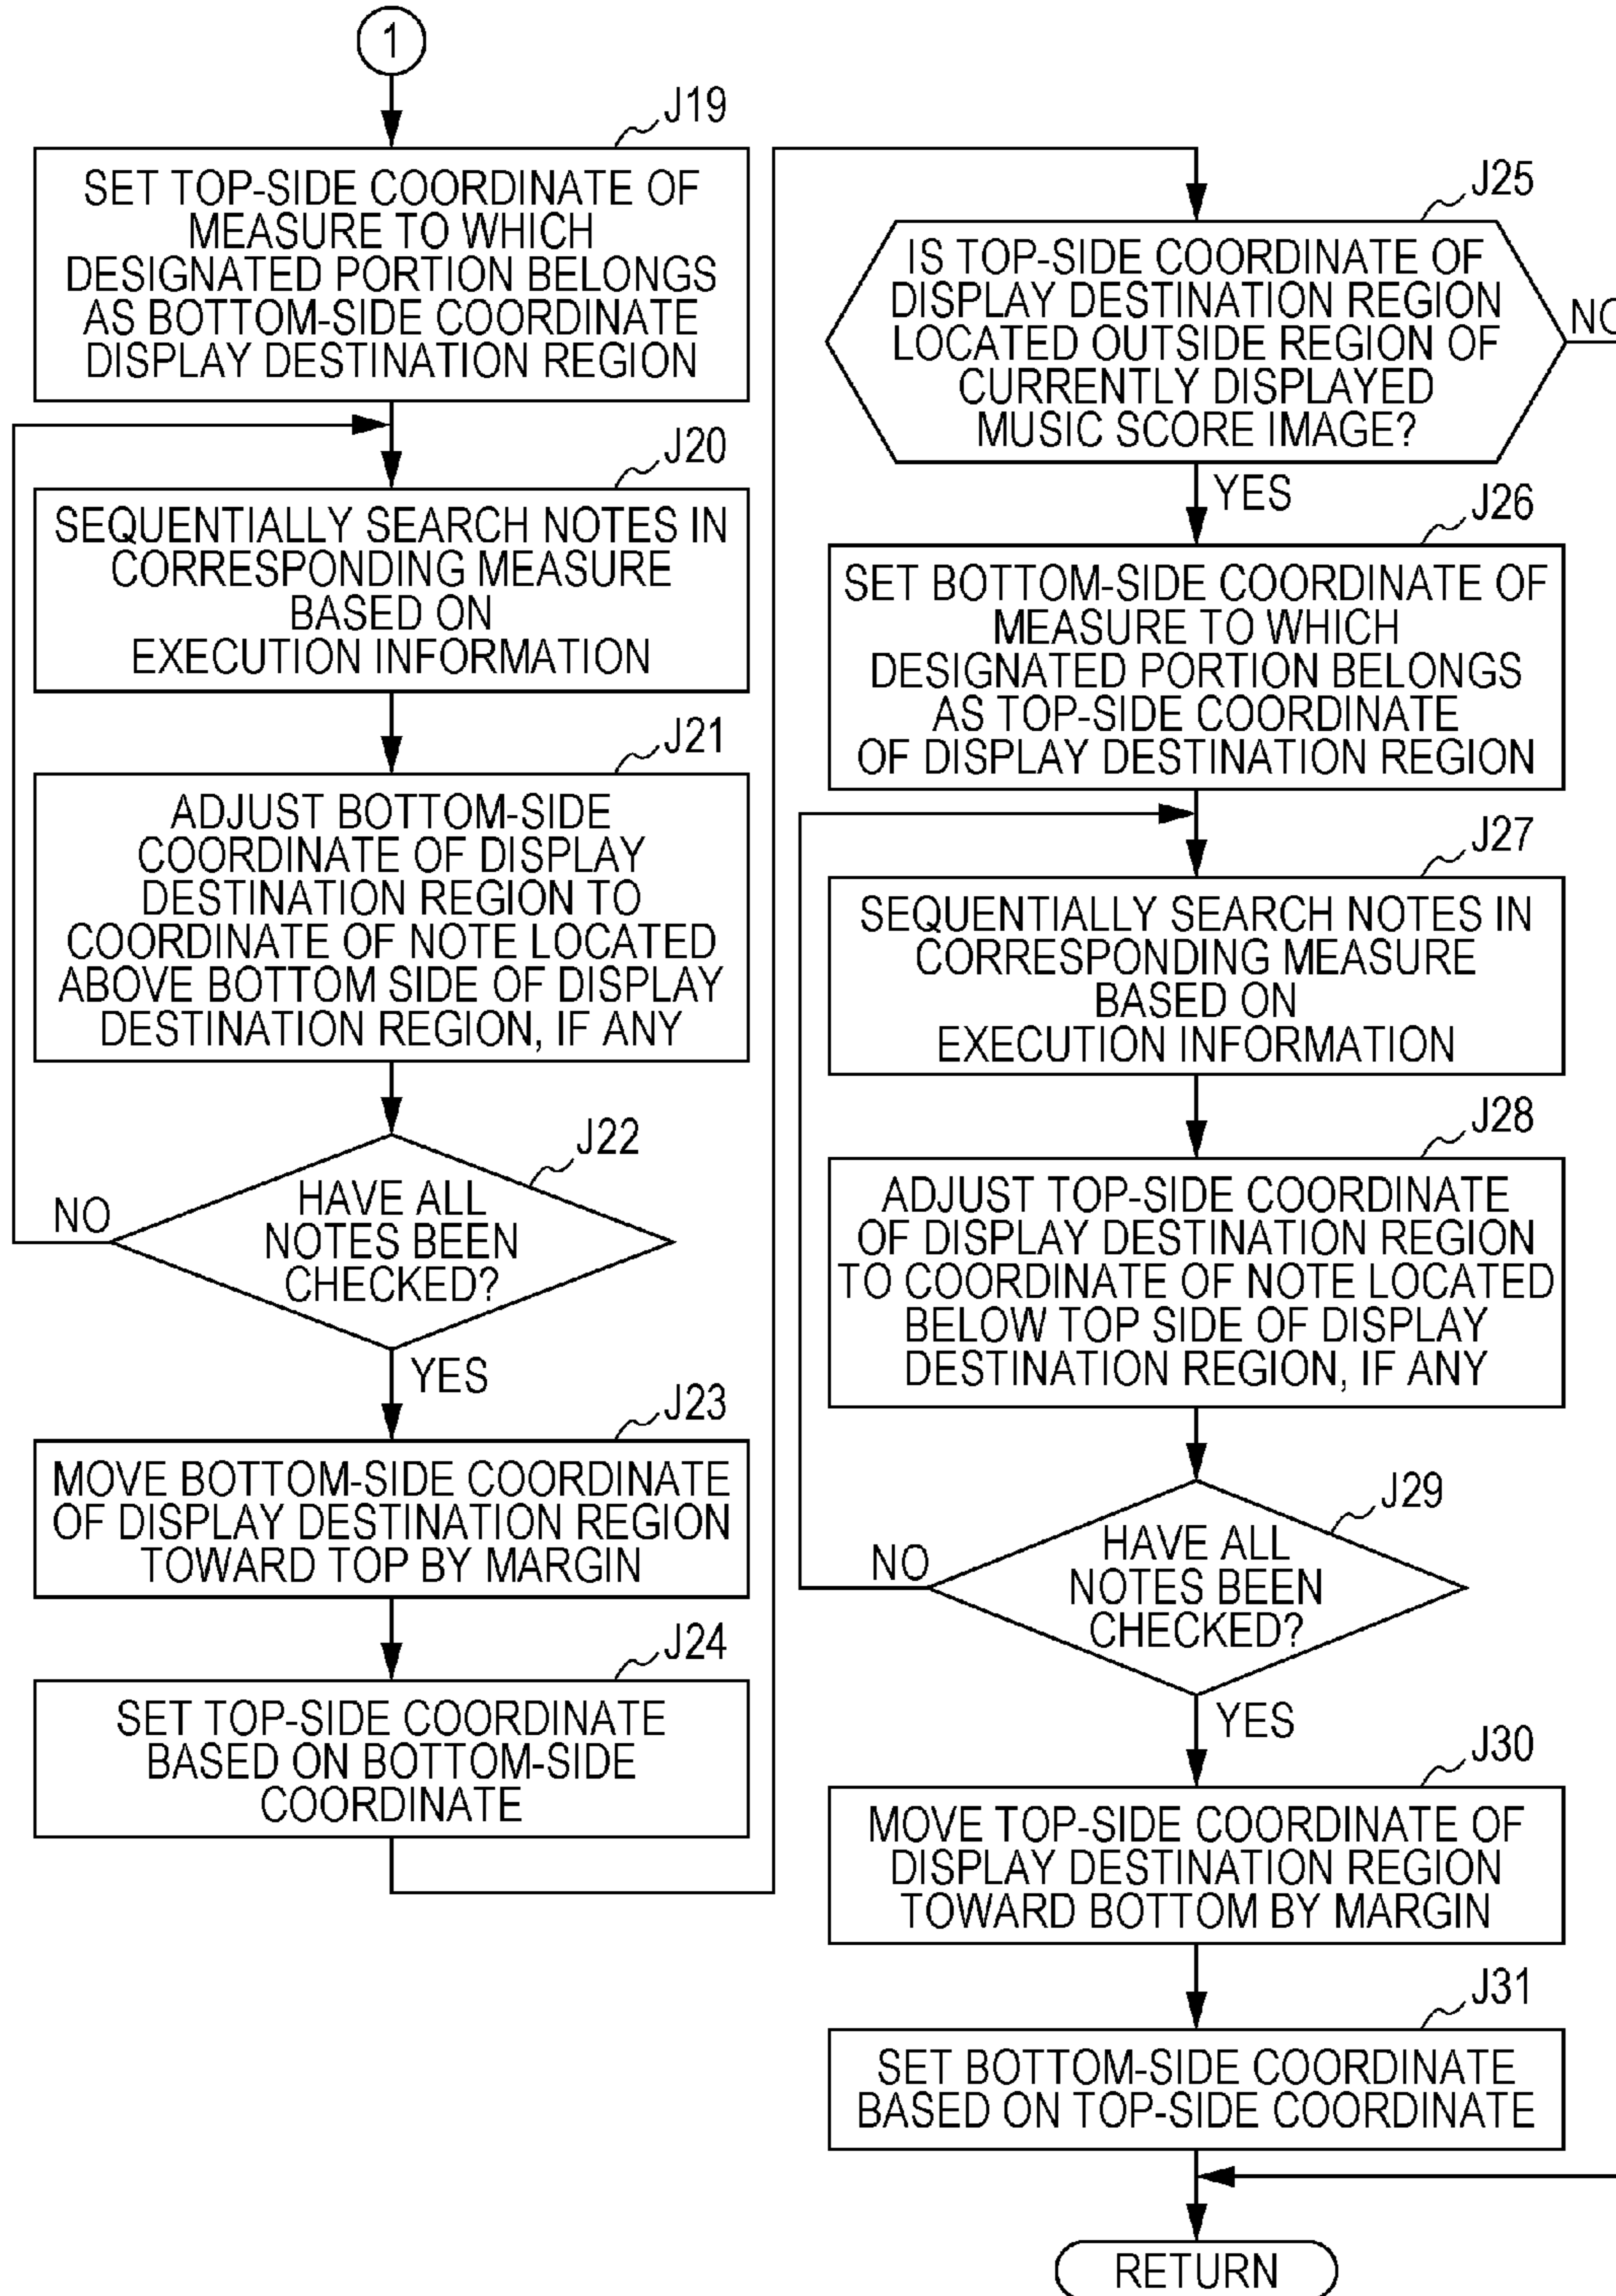 1
J19
SET TOP-SIDE COORDINATE OF
MEASURE TO WHICH
DESIGNATED PORTION BELONGS
AS BOTTOM-SIDE COORDINATE
DISPLAY DESTINATION REGION
J20
SEQUENTIALLY SEARCH NOTES IN
CORRESPONDING MEASURE
BASED ON
EXECUTION INFORMATION
J21
ADJUST BOTTOM-SIDE
COORDINATE OF DISPLAY
DESTINATION REGION TO
COORDINATE OF NOTE LOCATED
ABOVE BOTTOM SIDE OF DISPLAY
DESTINATION REGION, IF ANY
J22
HAVE ALL
NOTES BEEN
CHECKED?
NO
YES
J23
MOVE BOTTOM-SIDE COORDINATE
OF DISPLAY DESTINATION REGION
TOWARD TOP BY MARGIN
J24
SET TOP-SIDE COORDINATE
BASED ON BOTTOM-SIDE
COORDINATE
J25
IS TOP-SIDE COORDINATE OF
DISPLAY DESTINATION REGION
LOCATED OUTSIDE REGION OF
CURRENTLY DISPLAYED
MUSIC SCORE IMAGE?
NO
YES
J26
SET BOTTOM-SIDE COORDINATE OF
MEASURE TO WHICH
DESIGNATED PORTION BELONGS
AS TOP-SIDE COORDINATE
OF DISPLAY DESTINATION REGION
J27
SEQUENTIALLY SEARCH NOTES IN
CORRESPONDING MEASURE
BASED ON
EXECUTION INFORMATION
J28
ADJUST TOP-SIDE COORDINATE
OF DISPLAY DESTINATION REGION
TO COORDINATE OF NOTE LOCATED
BELOW TOP SIDE OF DISPLAY
DESTINATION REGION, IF ANY
J29
HAVE ALL
NOTES BEEN
CHECKED?
NO
YES
J30
MOVE TOP-SIDE COORDINATE OF
DISPLAY DESTINATION REGION
TOWARD BOTTOM BY MARGIN
J31
SET BOTTOM-SIDE COORDINATE
BASED ON TOP-SIDE COORDINATE
RETURN